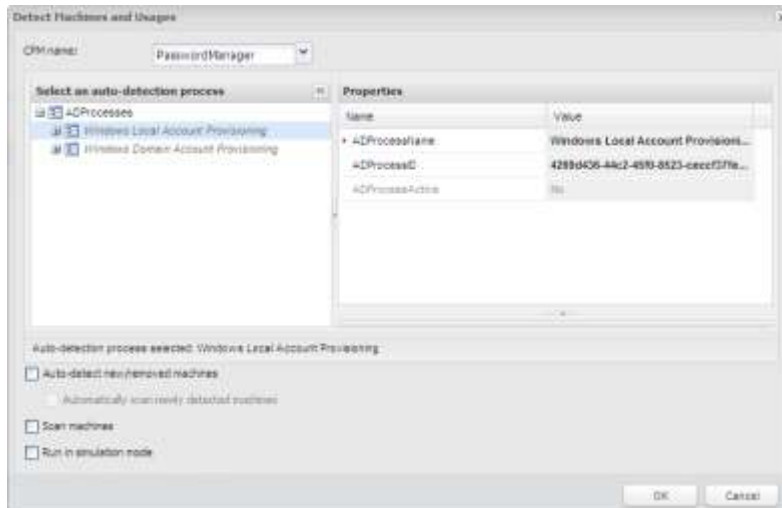 Detect Machines and Usages
CPM name:
PasswordManager
Select an auto-detection process
Properties
ADProcesses
Windows Local Account Provisioning
Windows Domain Account Provisioning
Name
Value
ADProcessName
Windows Local Account Provisioni...
ADProcessID
ADProcessActive
No
Auto-detection process selected: Windows Local Account Provisioning
Auto-detect new/removed machines
Automatically scan newly detected machines
Scan machines
Run in simulation mode
OK
Cancel